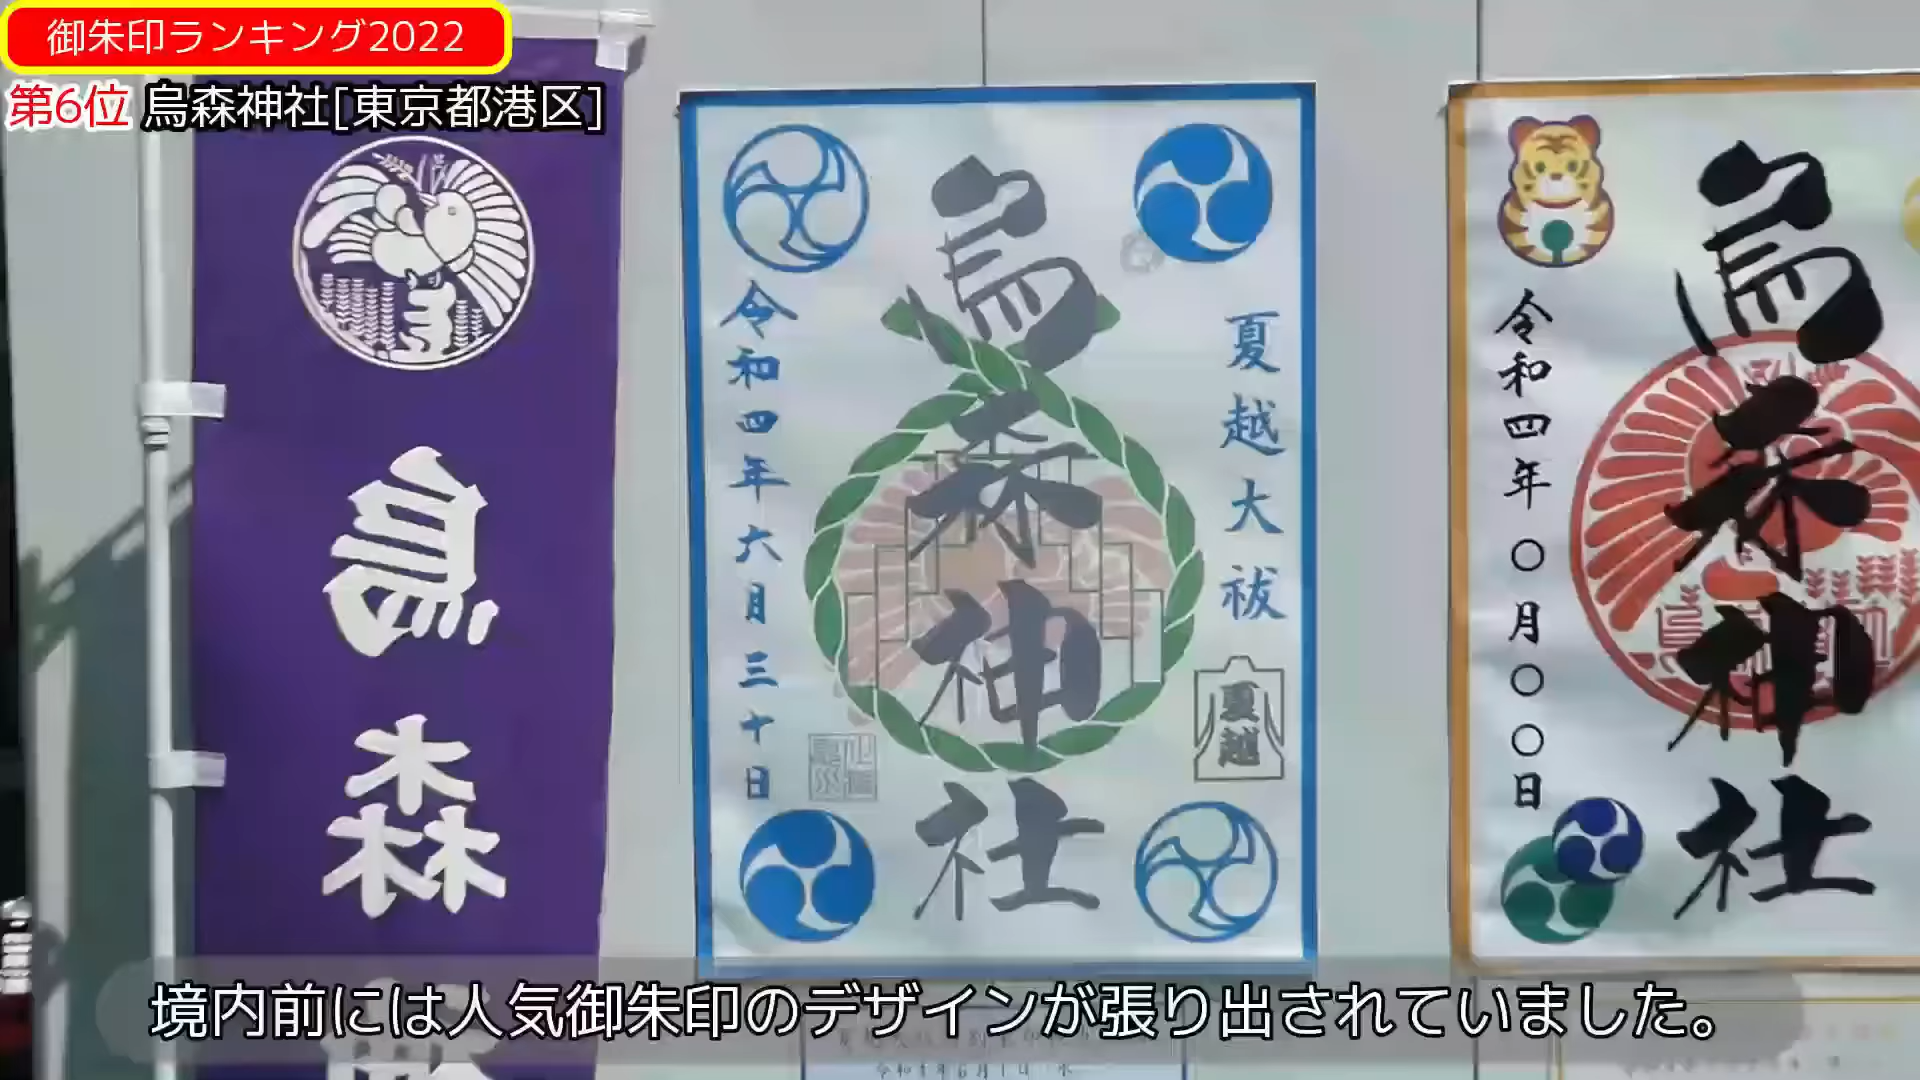 御朱印ランキング2022
第6位 烏森神社[東京都港区]
烏森
夏越大祓
烏森神社
令和四年六月三十日
夏越
烏森神社
令和四年〇月〇〇日
境内前には人気御朱印のデザインが張り出されていました。